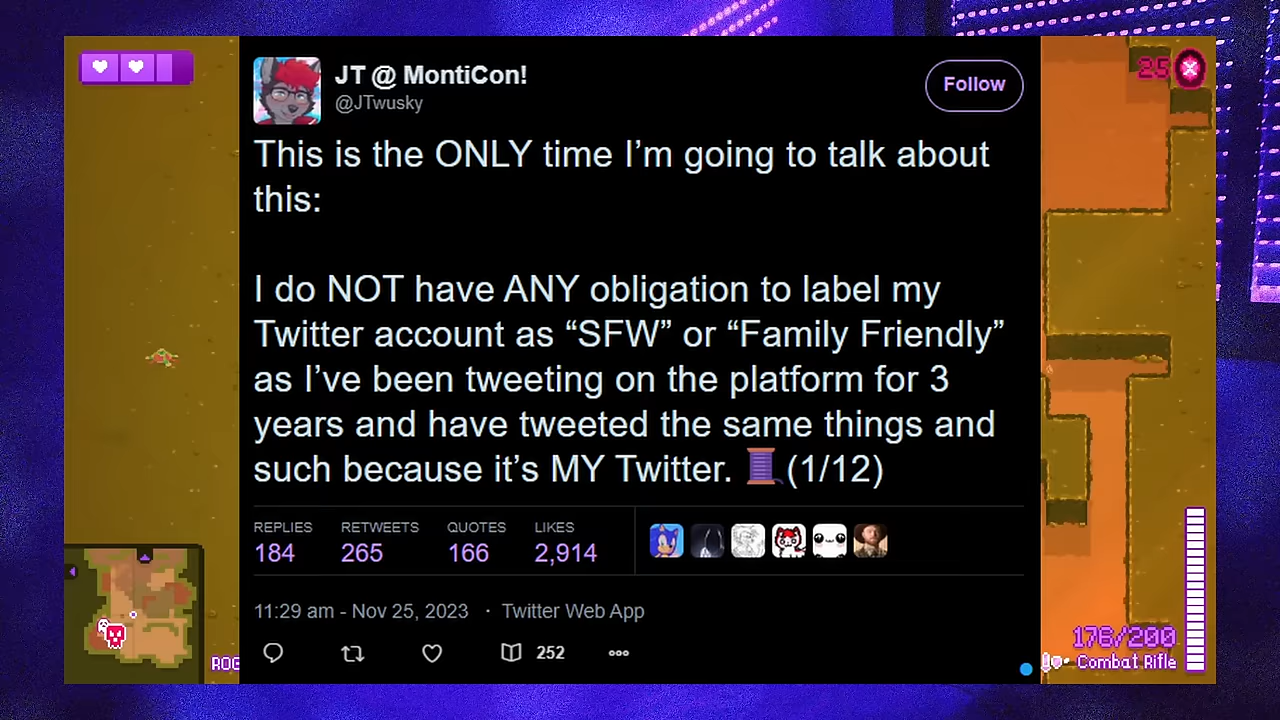 JT @ MontiCon!
@JTwusky
Follow
25
This is the ONLY time I’m going to talk about
this:
I do NOT have ANY obligation to label my
Twitter account as “SFW” or “Family Friendly”
as I’ve been tweeting on the platform for 3
years and have tweeted the same things and
such because it’s MY Twitter. 🧵(1/12)
REPLIES RETWEETS QUOTES LIKES
184 265 166 2,914
11:29 am - Nov 25, 2023 · Twitter Web App
252
176/200
Combat Rifle